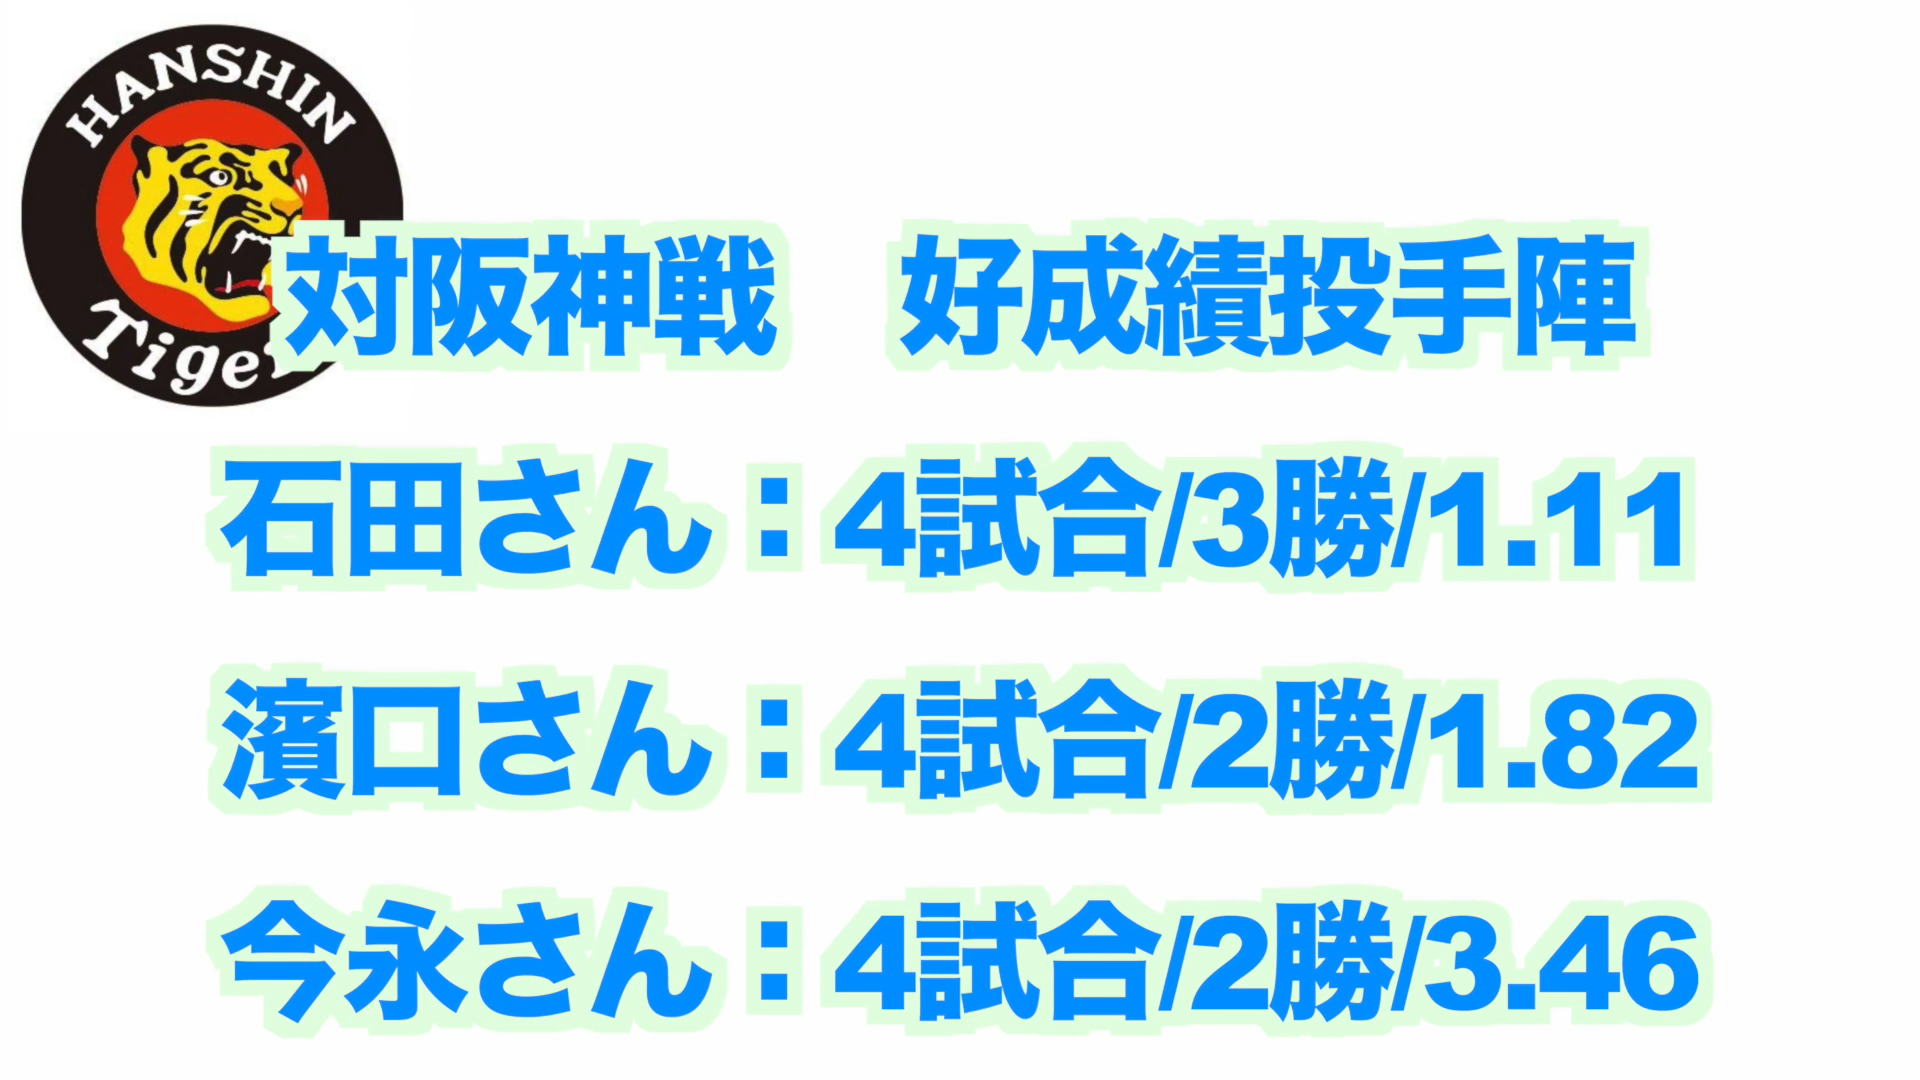 HANSHIN
Tiger
対阪神戦　好成績投手陣
石田さん：4試合/3勝/1.11
濱口さん：4試合/2勝/1.82
今永さん：4試合/2勝/3.46